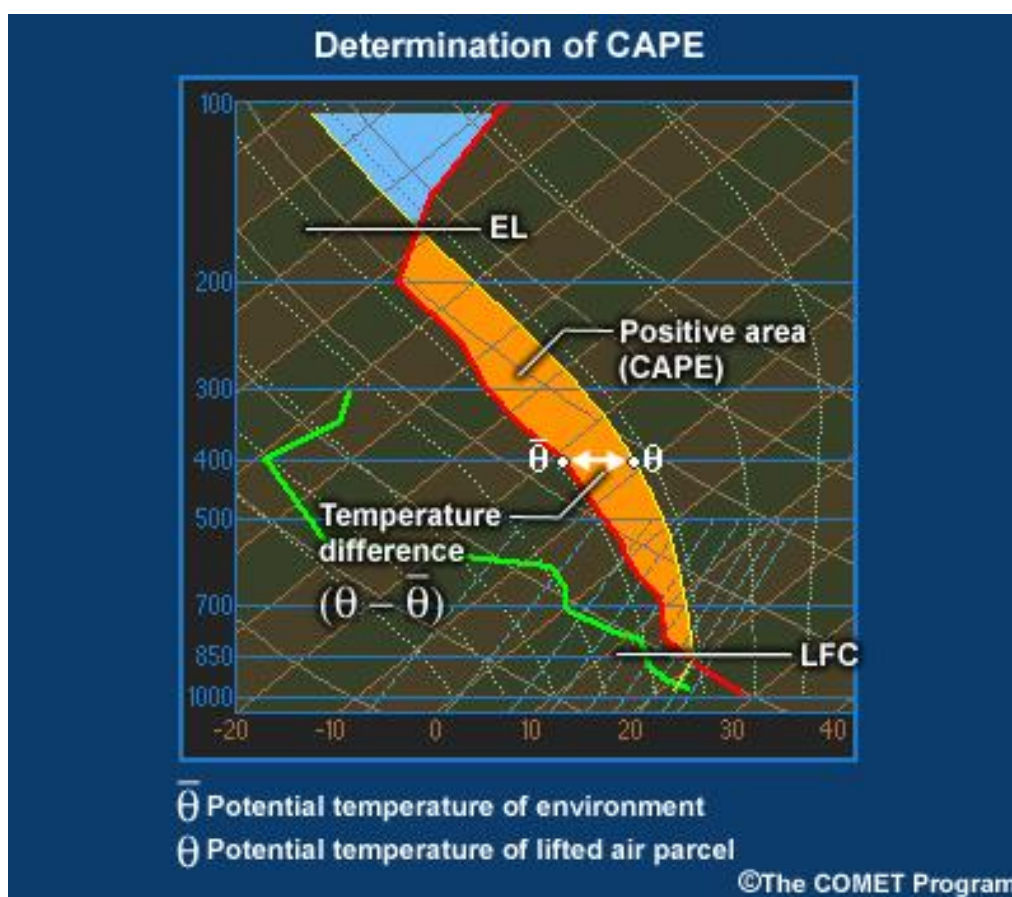 Determination of CAPE
100
EL
200
Positive area
(CAPE)
300
400
θ̅ θ
500
Temperature
difference
(θ − θ̅)
700
850
LFC
1000
-20 -10 0 10 20 30 40
θ̅ Potential temperature of environment
θ Potential temperature of lifted air parcel
©The COMET Program